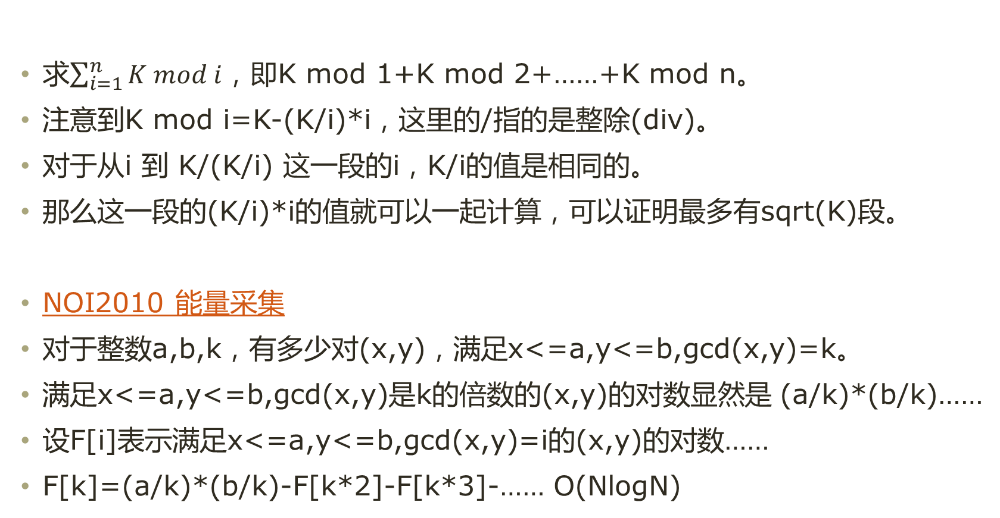 • 求∑_{i=1}^{n} K mod i，即K mod 1+K mod 2+……+K mod n。
• 注意到K mod i=K-(K/i)*i，这里的/指的是整除(div)。
• 对于从i 到 K/(K/i) 这一段的i，K/i的值是相同的。
• 那么这一段的(K/i)*i的值就可以一起计算，可以证明最多有sqrt(K)段。
• NOI2010 能量采集
• 对于整数a,b,k，有多少对(x,y)，满足x<=a,y<=b,gcd(x,y)=k。
• 满足x<=a,y<=b,gcd(x,y)是k的倍数的(x,y)的对数显然是 (a/k)*(b/k)……
• 设F[i]表示满足x<=a,y<=b,gcd(x,y)=i的(x,y)的对数……
• F[k]=(a/k)*(b/k)-F[k*2]-F[k*3]-…… O(NlogN)